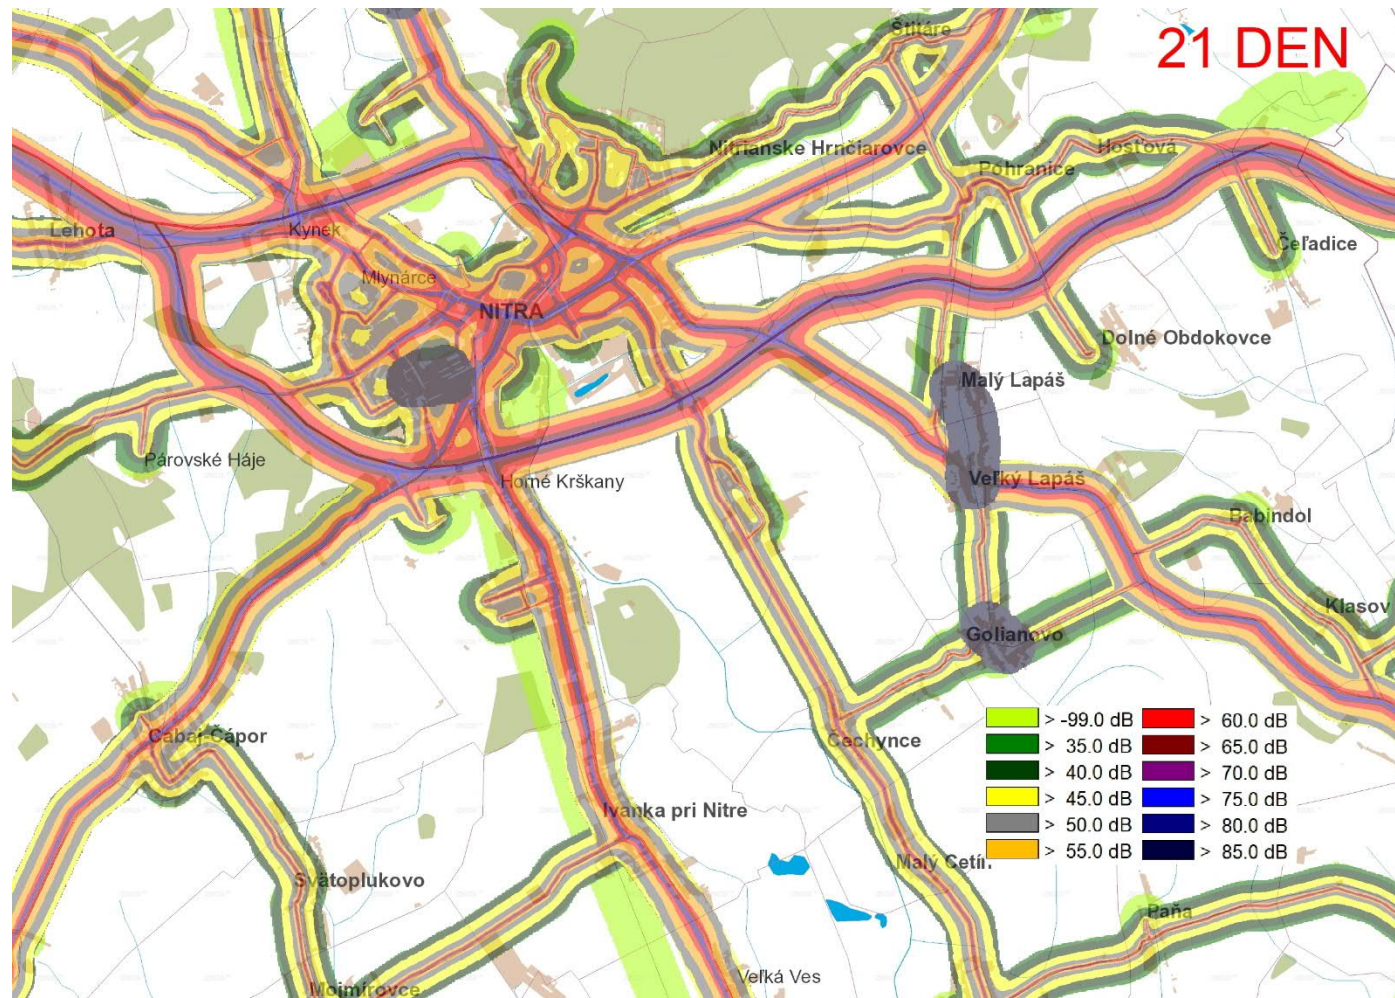 Štitáre
21 DEN
Nitrianske Hrnčiarovce
Hosťová
Pohranice
Lehota
Kynek
Čeľadice
Mlynárce
NITRA
Dolné Obdokovce
Malý Lapáš
Párovské Háje
Horné Krškany
Veľký Lapáš
Babindol
Klasov
Golianovo
Cabaj-Čápor
Čechynce
> -99.0 dB > 60.0 dB
> 35.0 dB > 65.0 dB
> 40.0 dB > 70.0 dB
> 45.0 dB > 75.0 dB
> 50.0 dB > 80.0 dB
> 55.0 dB > 85.0 dB
Ivanka pri Nitre
Malý Cetín
Svätoplukovo
Paňa
Veľká Ves
Mojmírovce